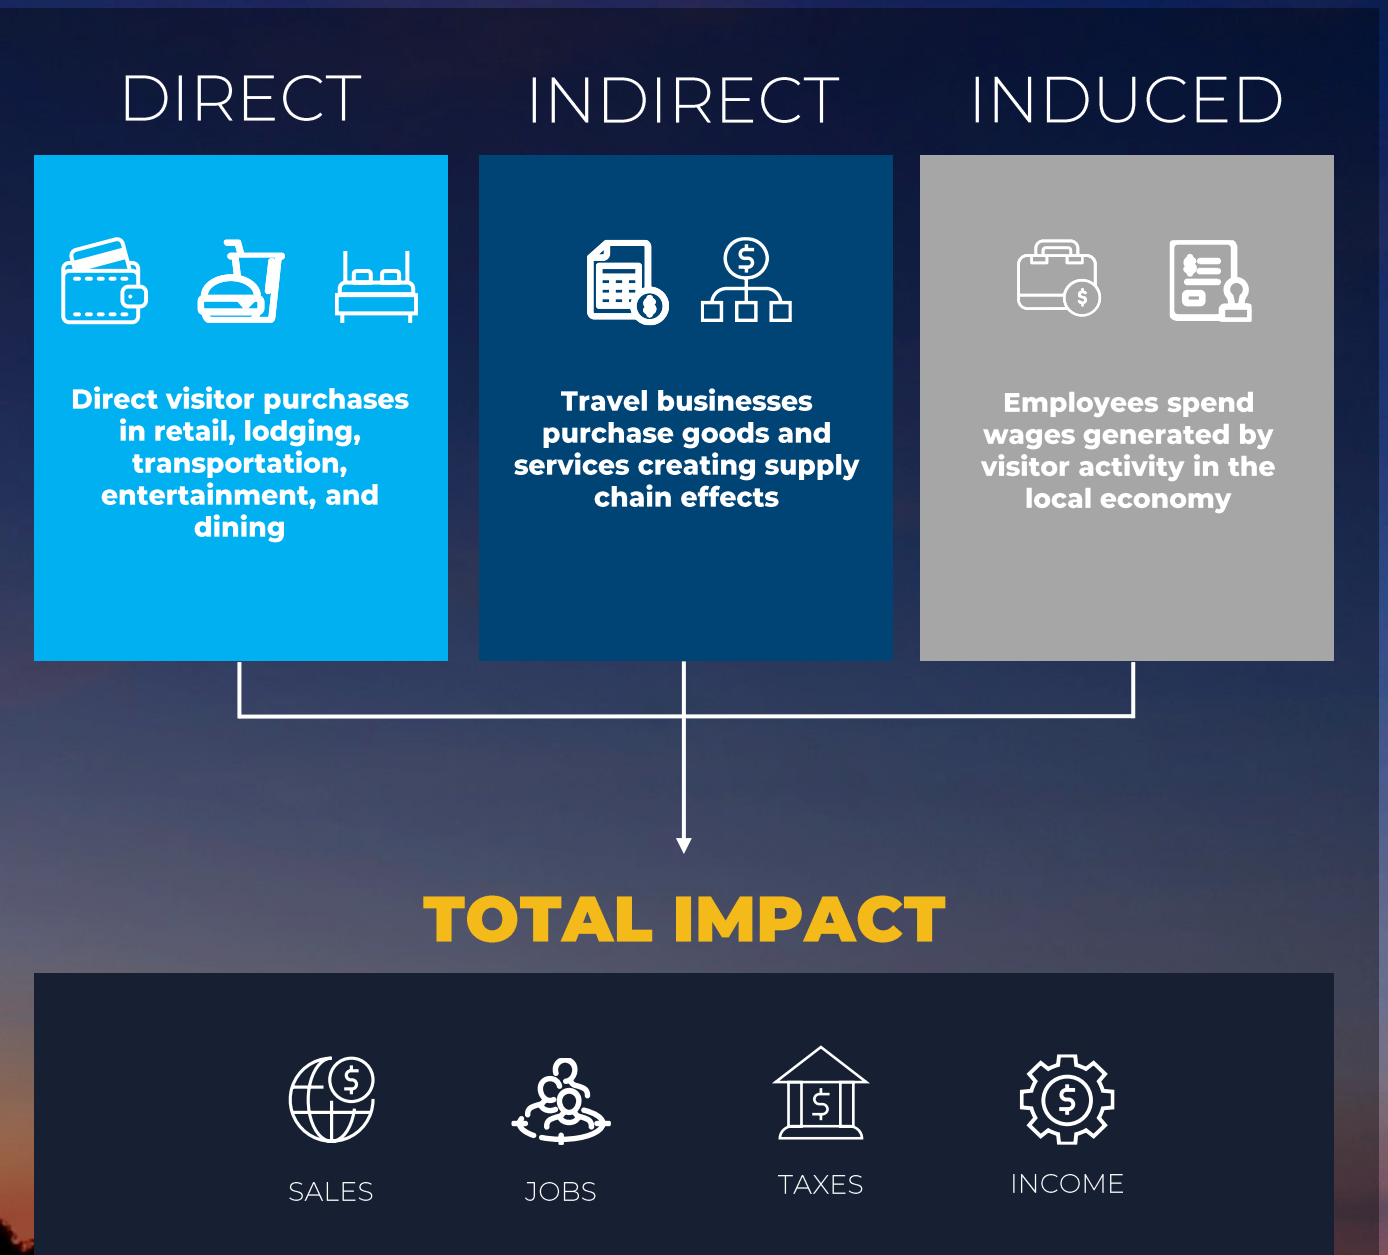 DIRECT
INDIRECT
INDUCED
Direct visitor purchases
in retail, lodging,
transportation,
entertainment, and
dining
Travel businesses
purchase goods and
services creating supply
chain effects
Employees spend
wages generated by
visitor activity in the
local economy
TOTAL IMPACT
SALES
JOBS
TAXES
INCOME